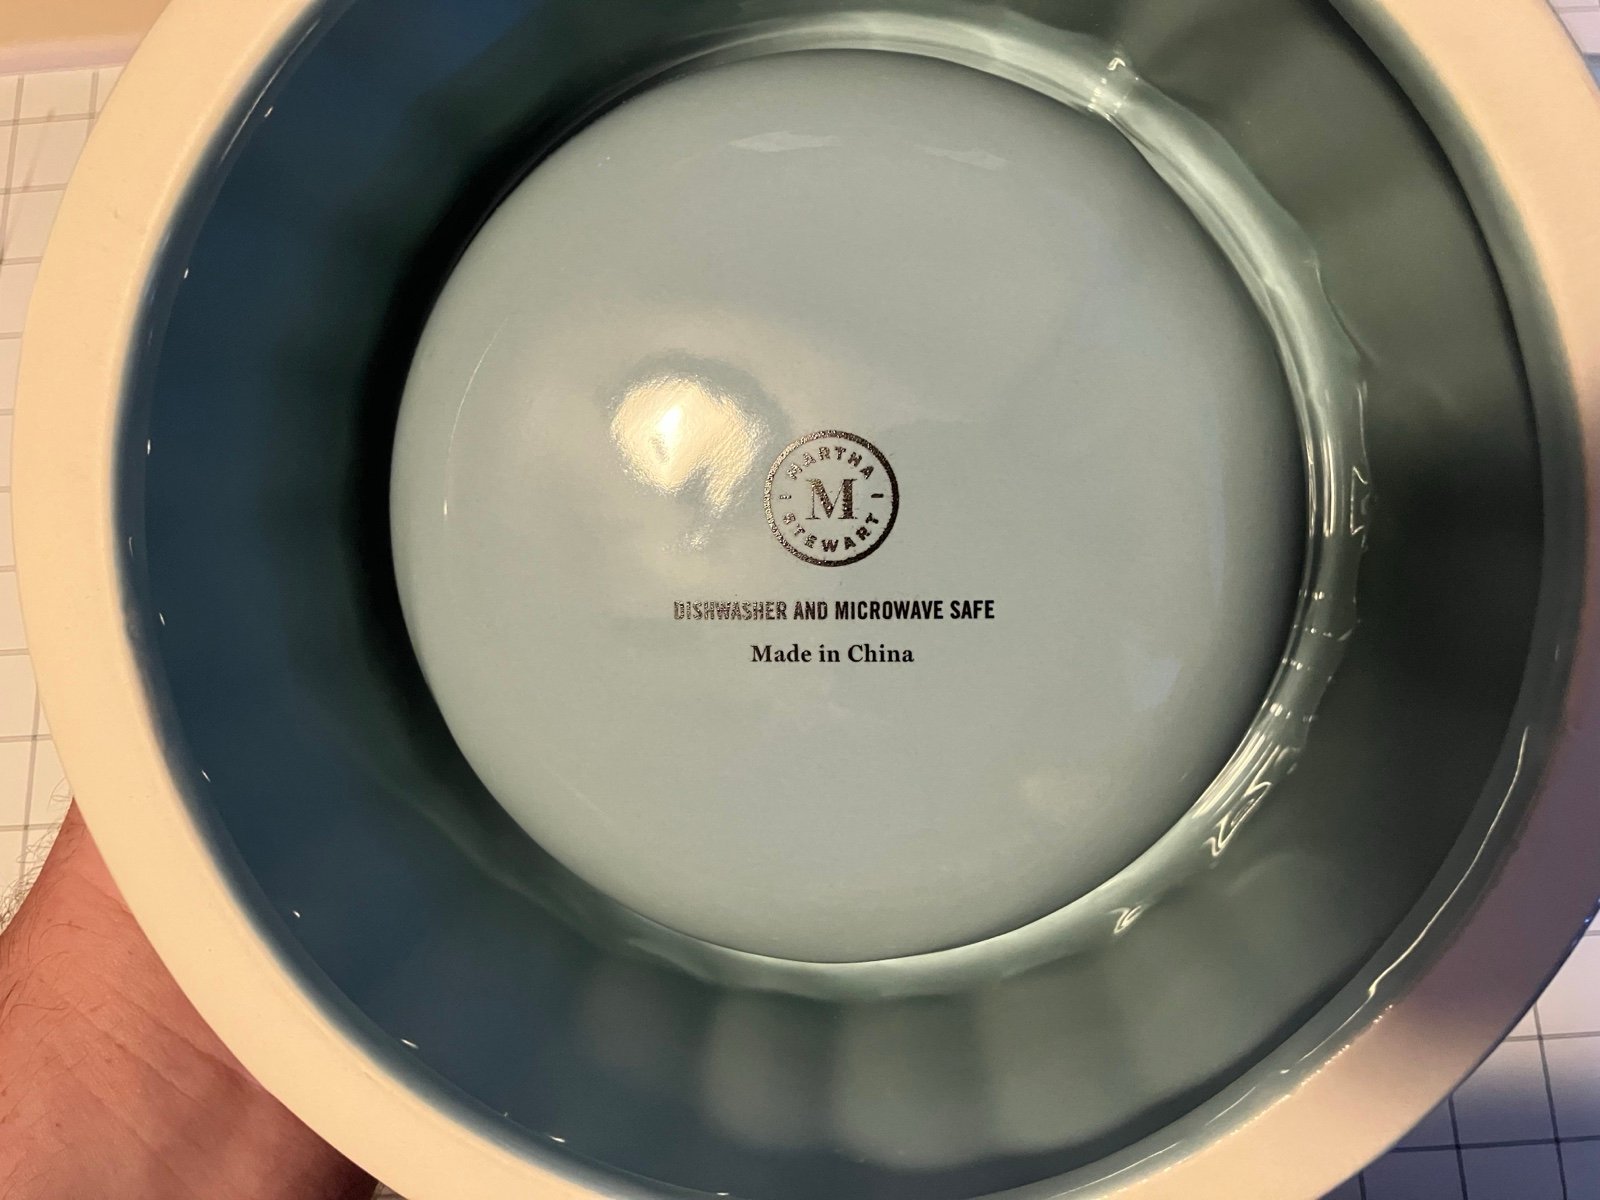 MARTHA
M
STEWART
DISHWASHER AND MICROWAVE SAFE
Made in China